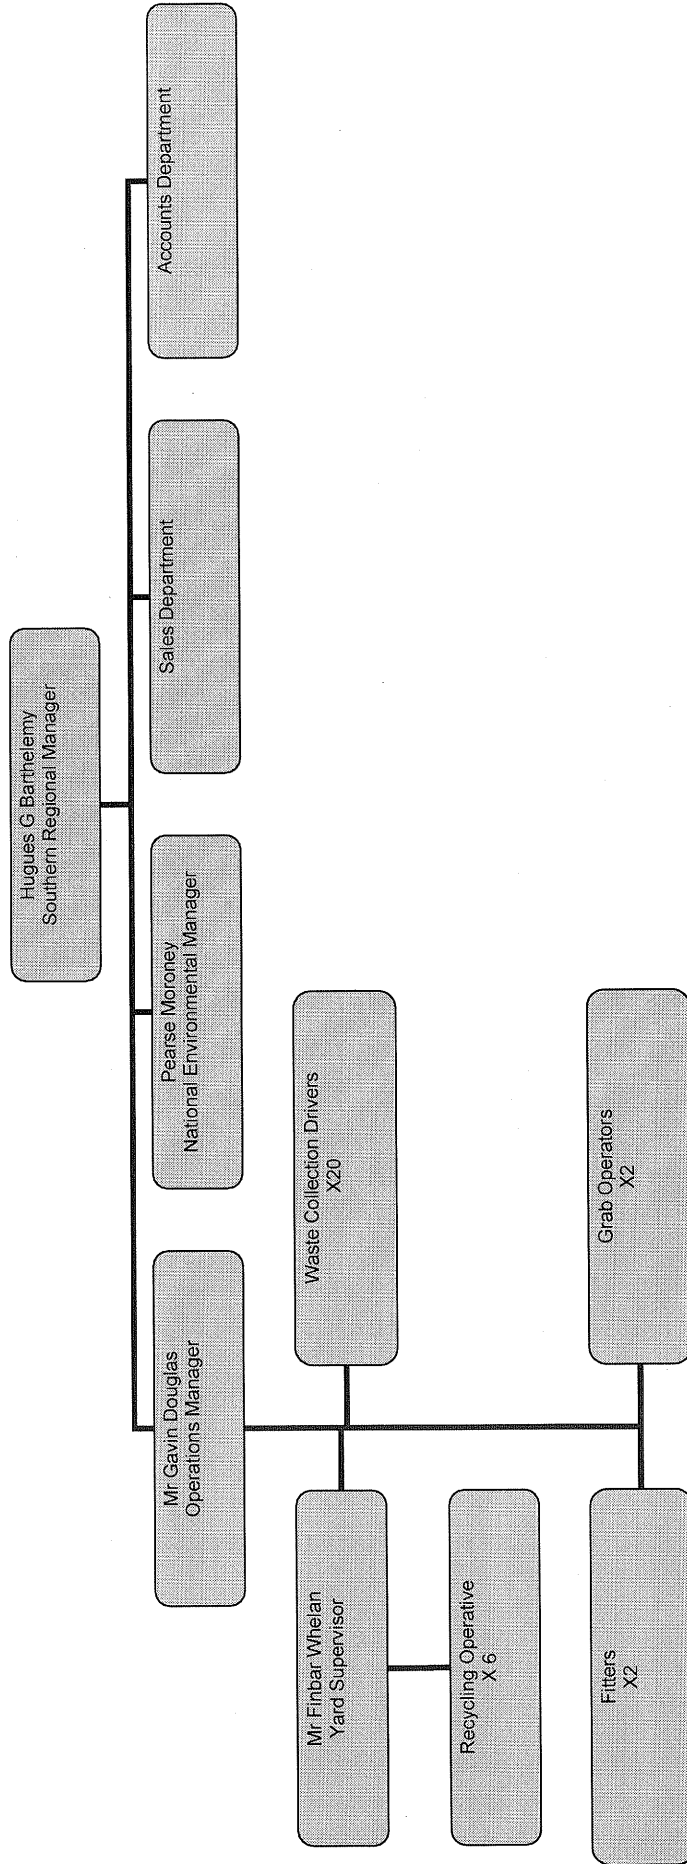 Hugues G Barthelemy
Southern Regional Manager
Mr Gavin Douglas
Operations Manager
Pearse Moroney
National Environmental Manager
Sales Department
Accounts Department
Mr Finbar Whelan
Yard Supervisor
Waste Collection Drivers
X20
Recycling Operative
X 6
Fitters
X2
Grab Operators
X2